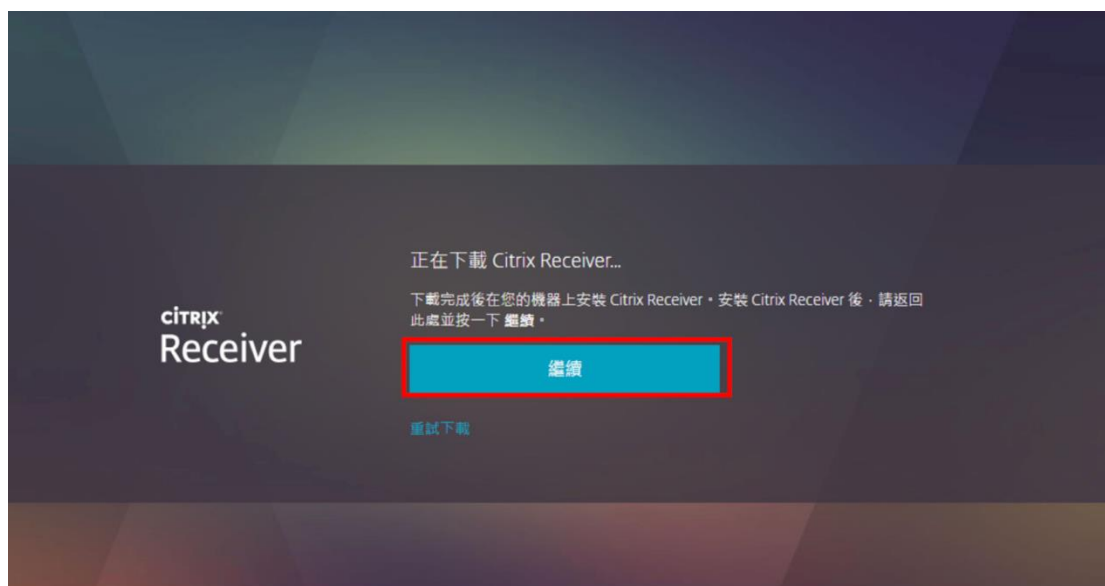 正在下載 Citrix Receiver...
下載完成後在您的機器上安裝 Citrix Receiver。安裝 Citrix Receiver 後，請返回
此處並按一下 繼續。
citrix
Receiver
繼續
重試下載